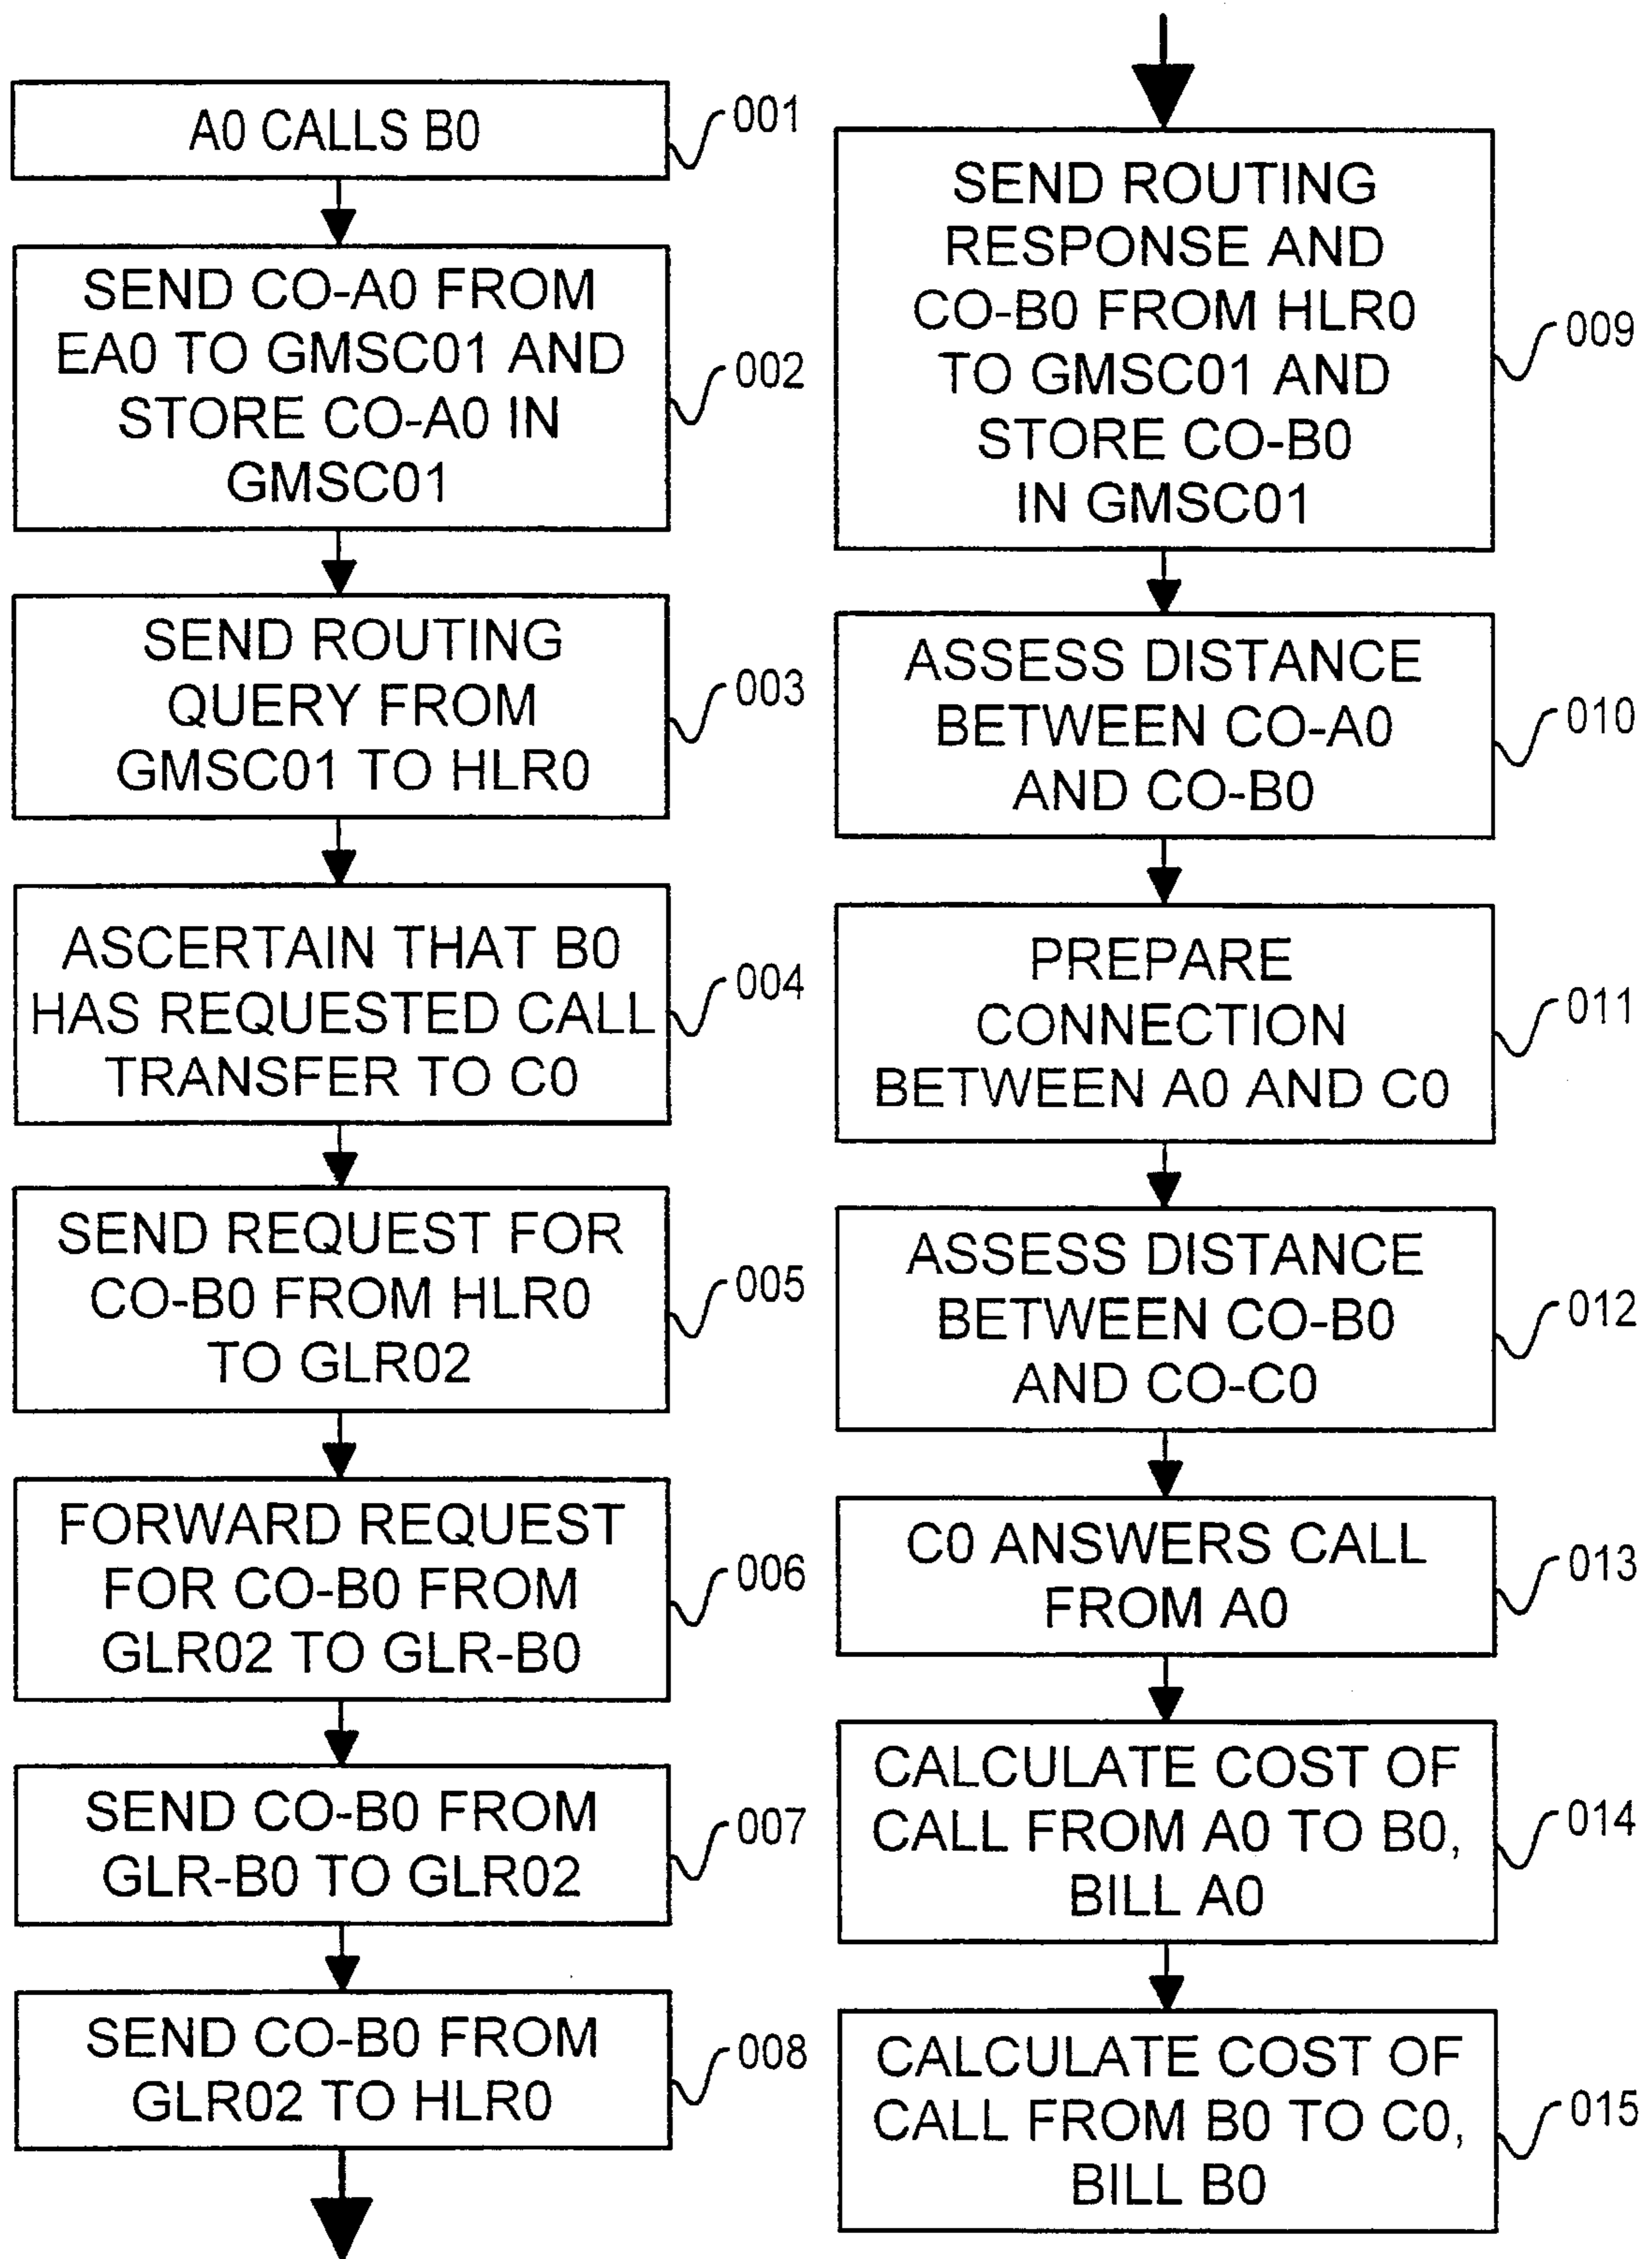 A0 CALLS B0
001
SEND CO-A0 FROM
EA0 TO GMSC01 AND
STORE CO-A0 IN
GMSC01
002
SEND ROUTING
QUERY FROM
GMSC01 TO HLR0
003
ASCERTAIN THAT B0
HAS REQUESTED CALL
TRANSFER TO C0
004
SEND REQUEST FOR
CO-B0 FROM HLR0
TO GLR02
005
FORWARD REQUEST
FOR CO-B0 FROM
GLR02 TO GLR-B0
006
SEND CO-B0 FROM
GLR-B0 TO GLR02
007
SEND CO-B0 FROM
GLR02 TO HLR0
008
SEND ROUTING
RESPONSE AND
CO-B0 FROM HLR0
TO GMSC01 AND
STORE CO-B0
IN GMSC01
009
ASSESS DISTANCE
BETWEEN CO-A0
AND CO-B0
010
PREPARE
CONNECTION
BETWEEN A0 AND C0
011
ASSESS DISTANCE
BETWEEN CO-B0
AND CO-C0
012
C0 ANSWERS CALL
FROM A0
013
CALCULATE COST OF
CALL FROM A0 TO B0,
BILL A0
014
CALCULATE COST OF
CALL FROM B0 TO C0,
BILL B0
015